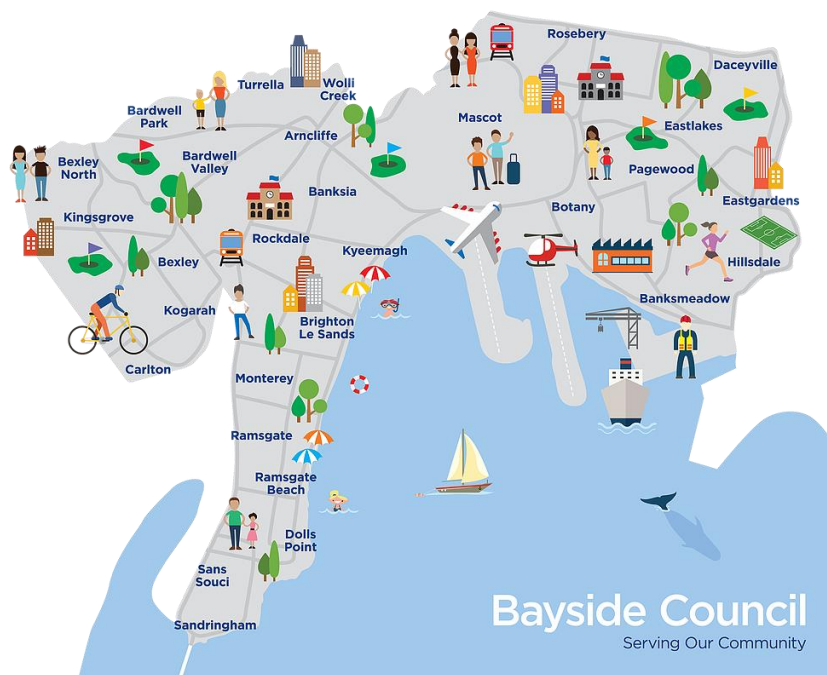 Rosebery
Daceyville
Turrella
Wolli
Creek
Bardwell
Park
Mascot
Eastlakes
Arncliffe
Bexley
North
Bardwell
Valley
Pagewood
Banksia
Eastgardens
Kingsgrove
Botany
Rockdale
Kyeemagh
Bexley
Hillsdale
Banksmeadow
Kogarah
Brighton
Le Sands
Carlton
Monterey
Ramsgate
Ramsgate
Beach
Dolls
Point
Sans
Souci
Sandringham
Bayside Council
Serving Our Community